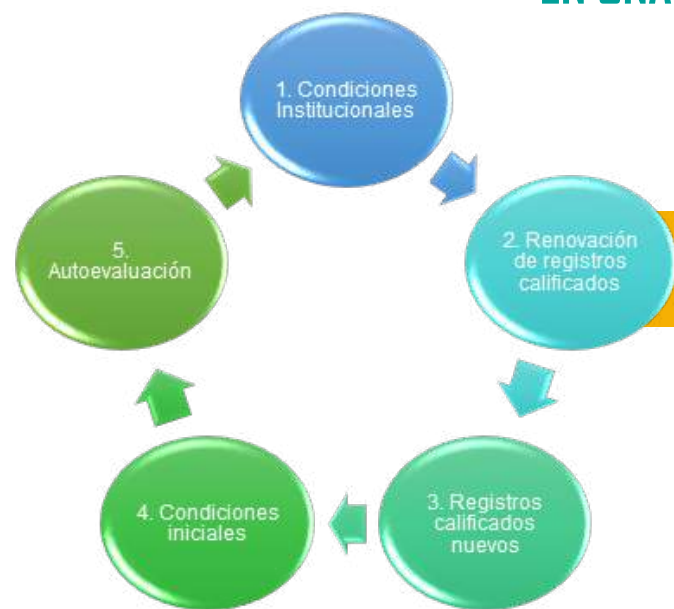 1. Condiciones
Institucionales
2. Renovación
de registros
calificados
3. Registros
calificados
nuevos
4. Condiciones
iniciales
5.
Autoevaluación